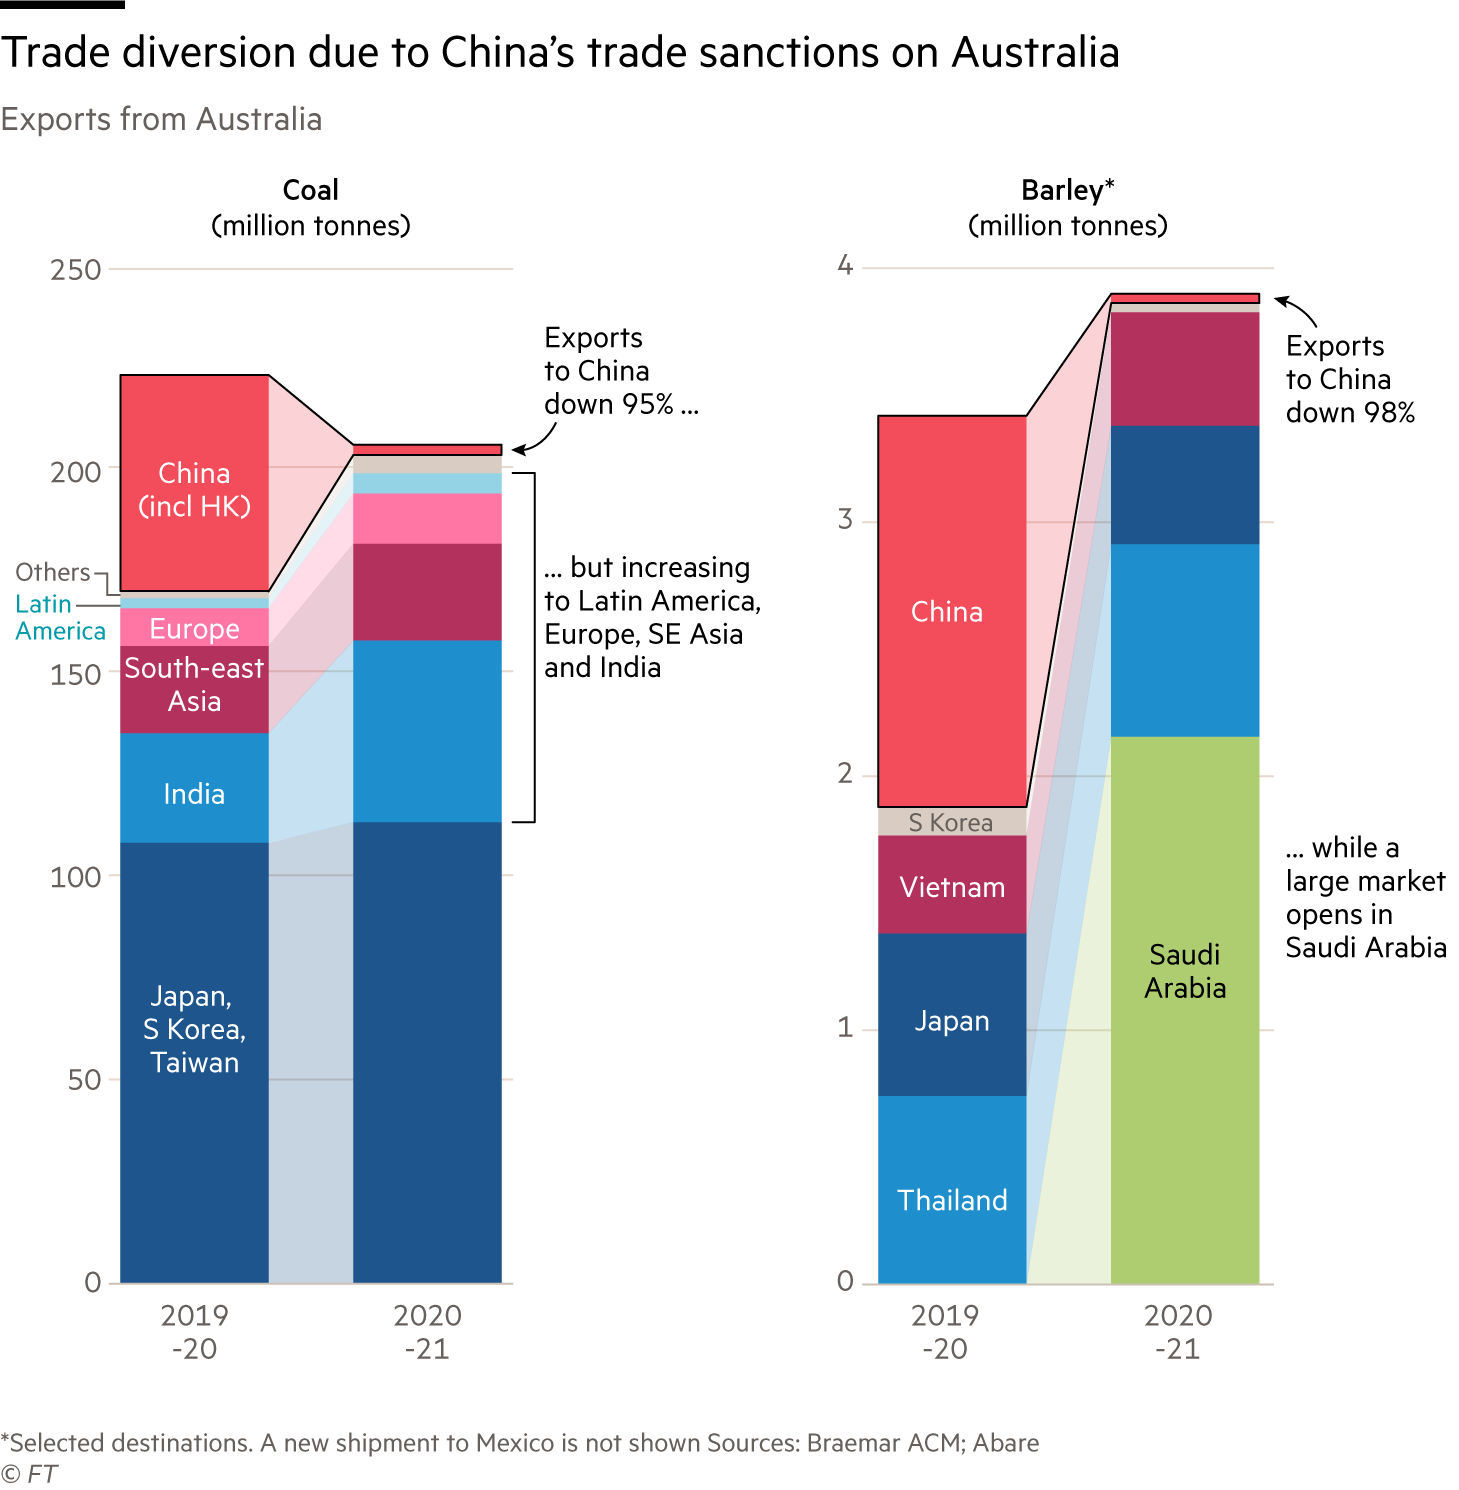 Trade diversion due to China’s trade sanctions on Australia
Exports from Australia
Coal
(million tonnes)
250
200
150
100
50
0
China
(incl HK)
Others
Latin
America
Europe
South-east
Asia
India
Japan,
S Korea,
Taiwan
2019
-20
2020
-21
Exports
to China
down 95% ...
... but increasing
to Latin America,
Europe, SE Asia
and India
Barley*
(million tonnes)
4
3
2
1
0
China
S Korea
Vietnam
Japan
Thailand
Saudi
Arabia
2019
-20
2020
-21
Exports
to China
down 98%
... while a
large market
opens in
Saudi Arabia
*Selected destinations. A new shipment to Mexico is not shown Sources: Braemar ACM; Abare
© FT